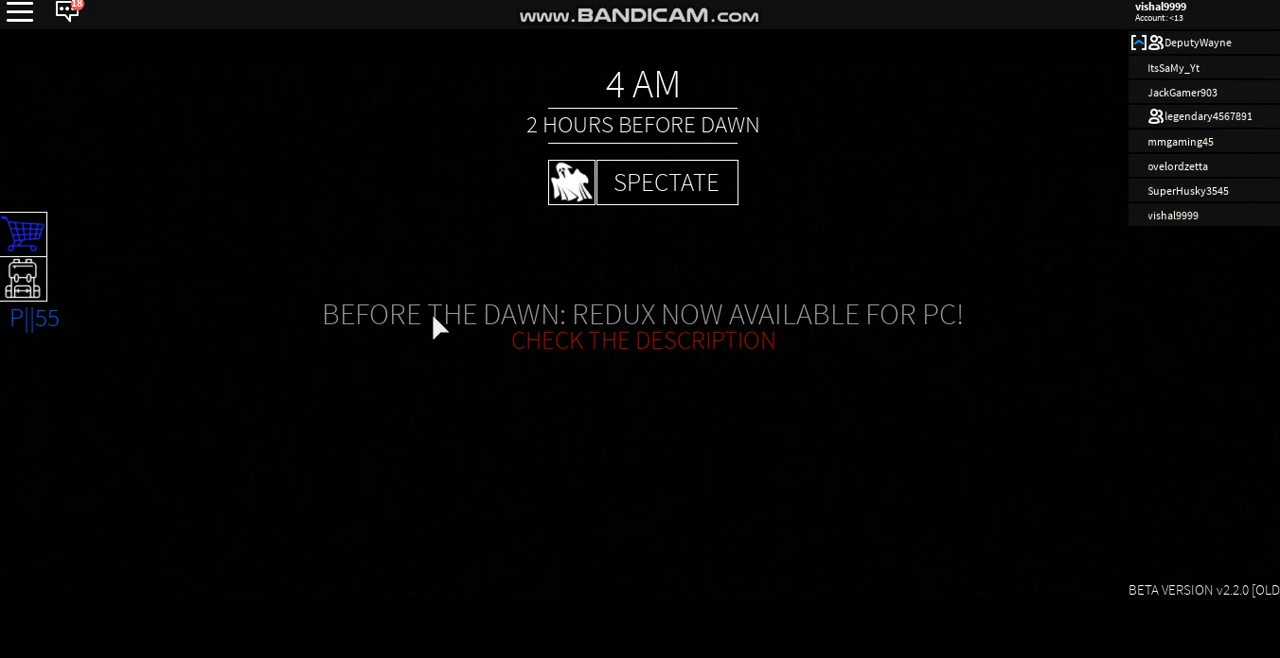 18
www.BANDICAM.com
vishal9999
Account: <13
DeputyWayne
ItsSaMy_Yt
JackGamer903
legendary4567891
mmgaming45
ovelordzetta
SuperHusky3545
vishal9999
4 AM
2 HOURS BEFORE DAWN
SPECTATE
P||55
BEFORE THE DAWN: REDUX NOW AVAILABLE FOR PC!
CHECK THE DESCRIPTION
BETA VERSION v2.2.0 [OLD